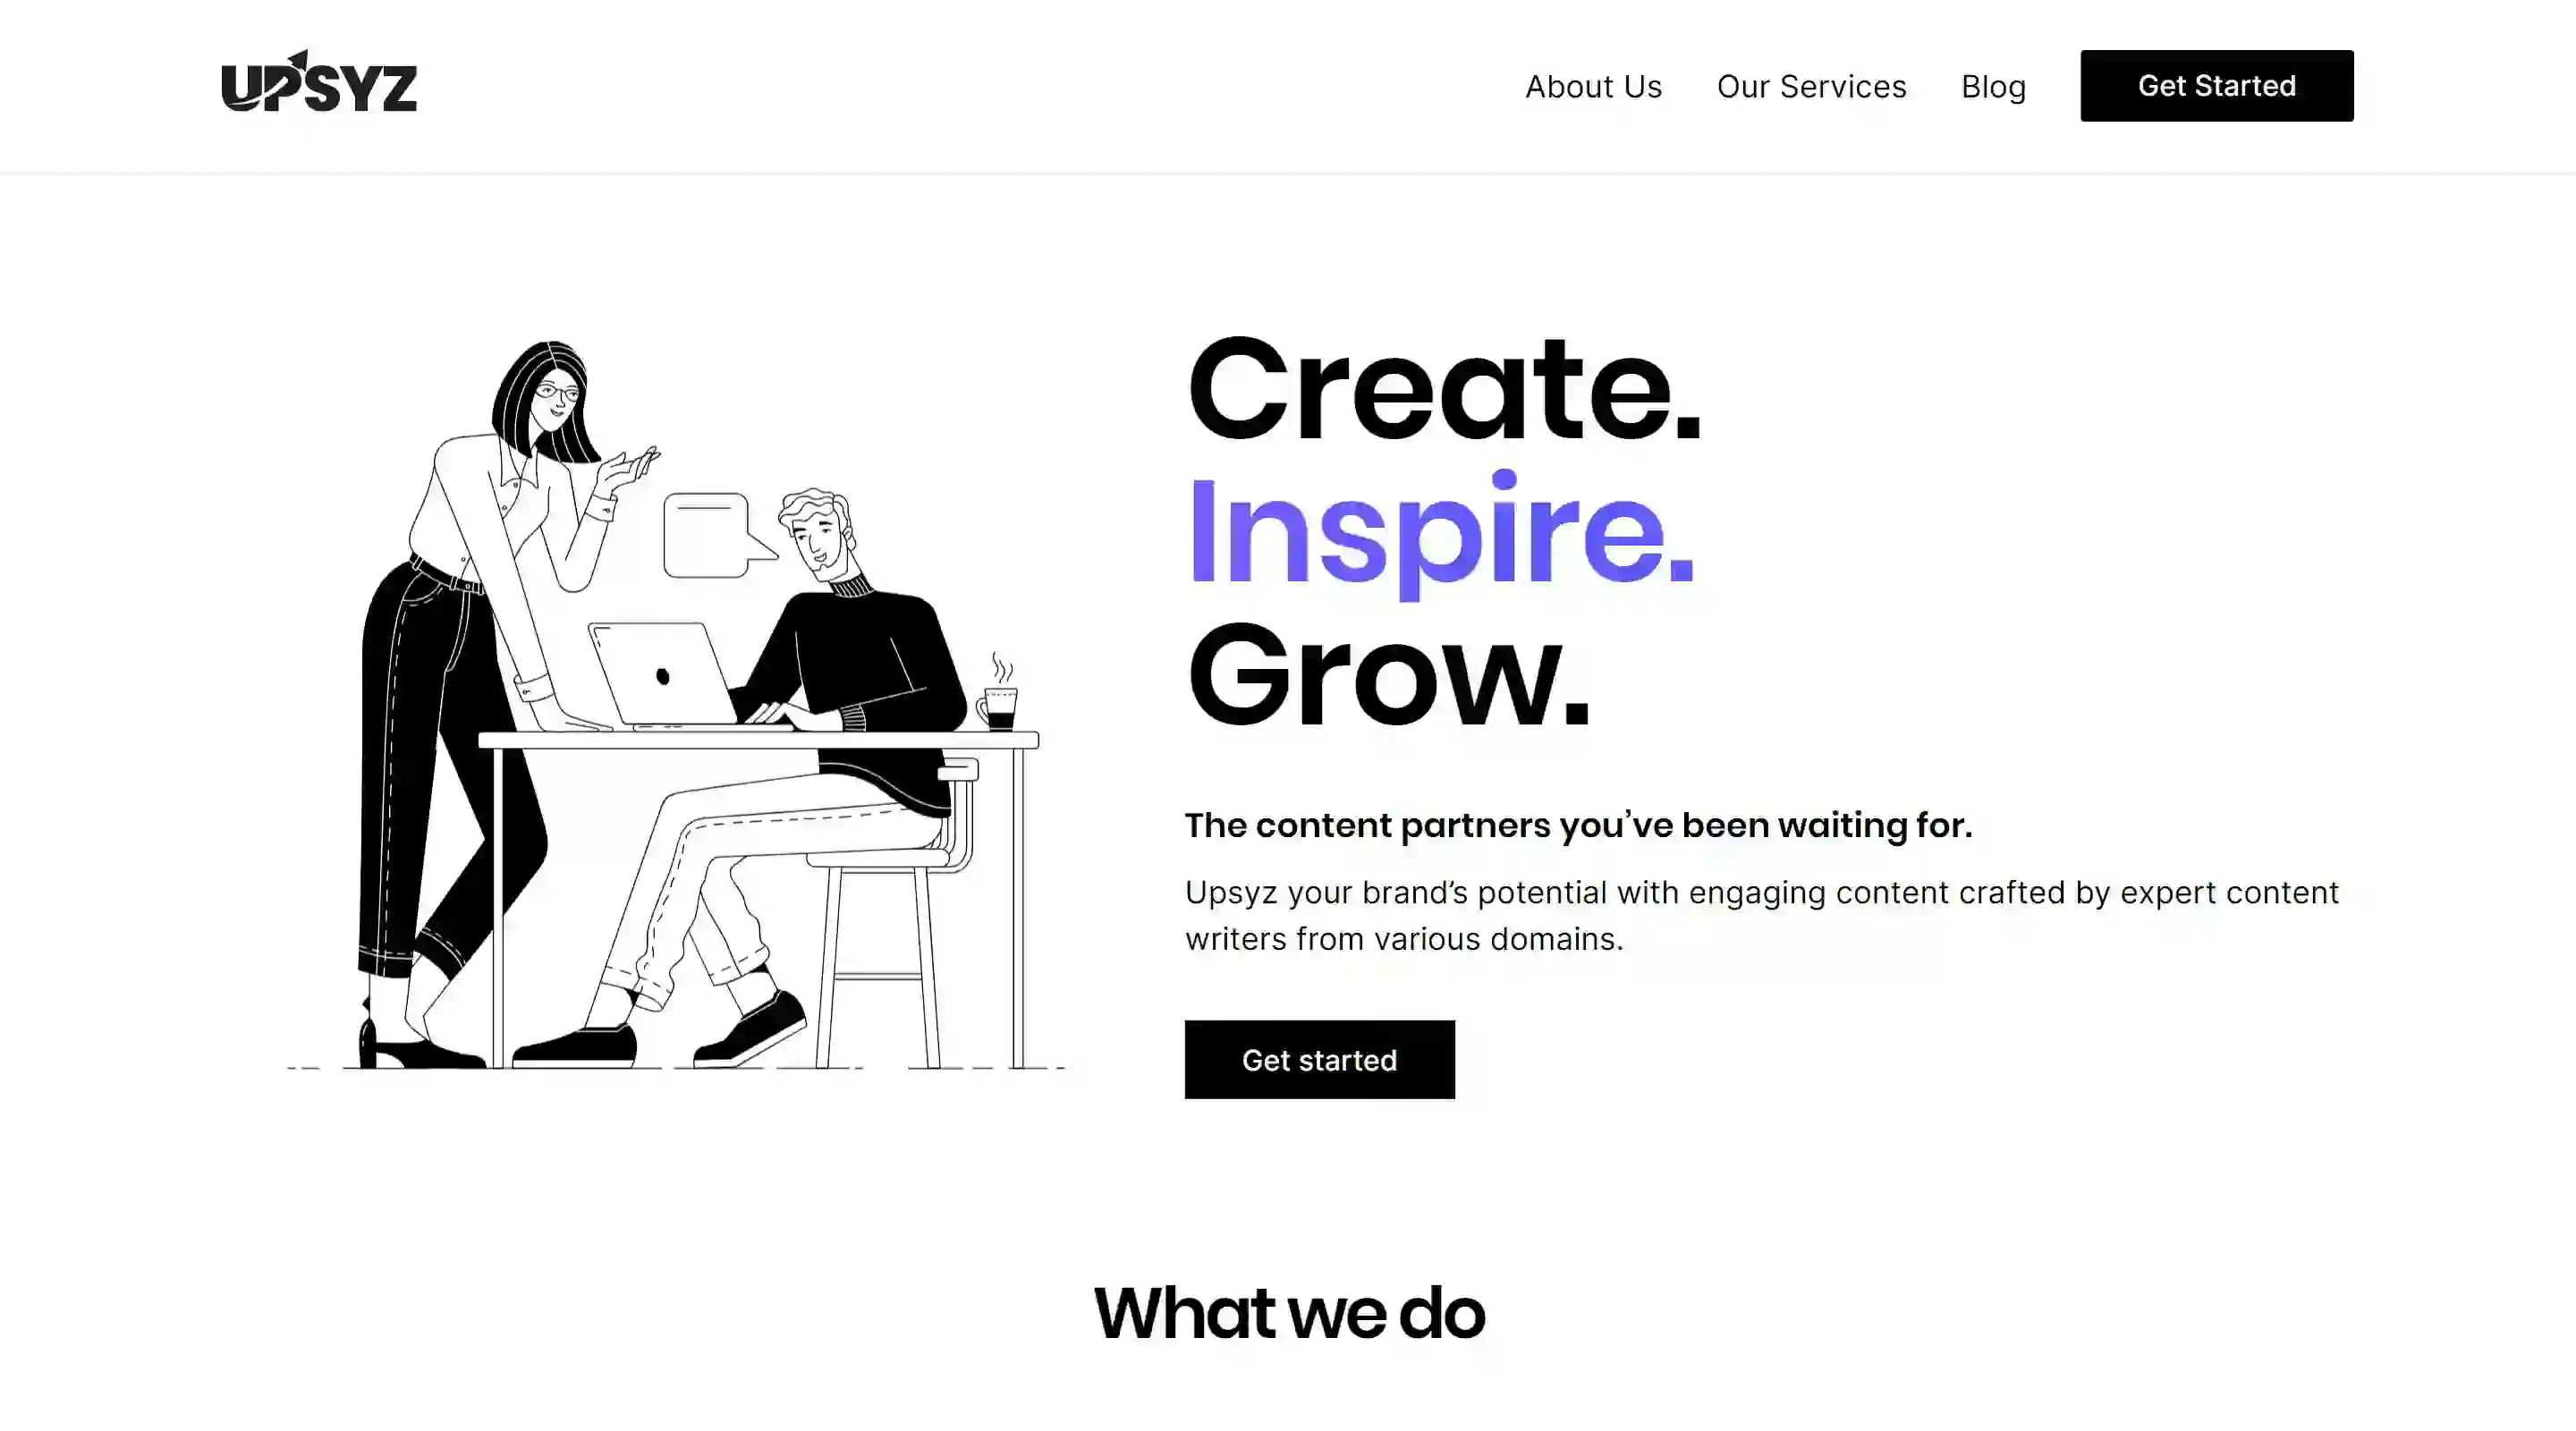 UPSYZ
About Us
Our Services
Blog
Get Started
Create.
Inspire.
Grow.
The content partners you’ve been waiting for.
Upsyz your brand’s potential with engaging content crafted by expert content
writers from various domains.
Get started
What we do